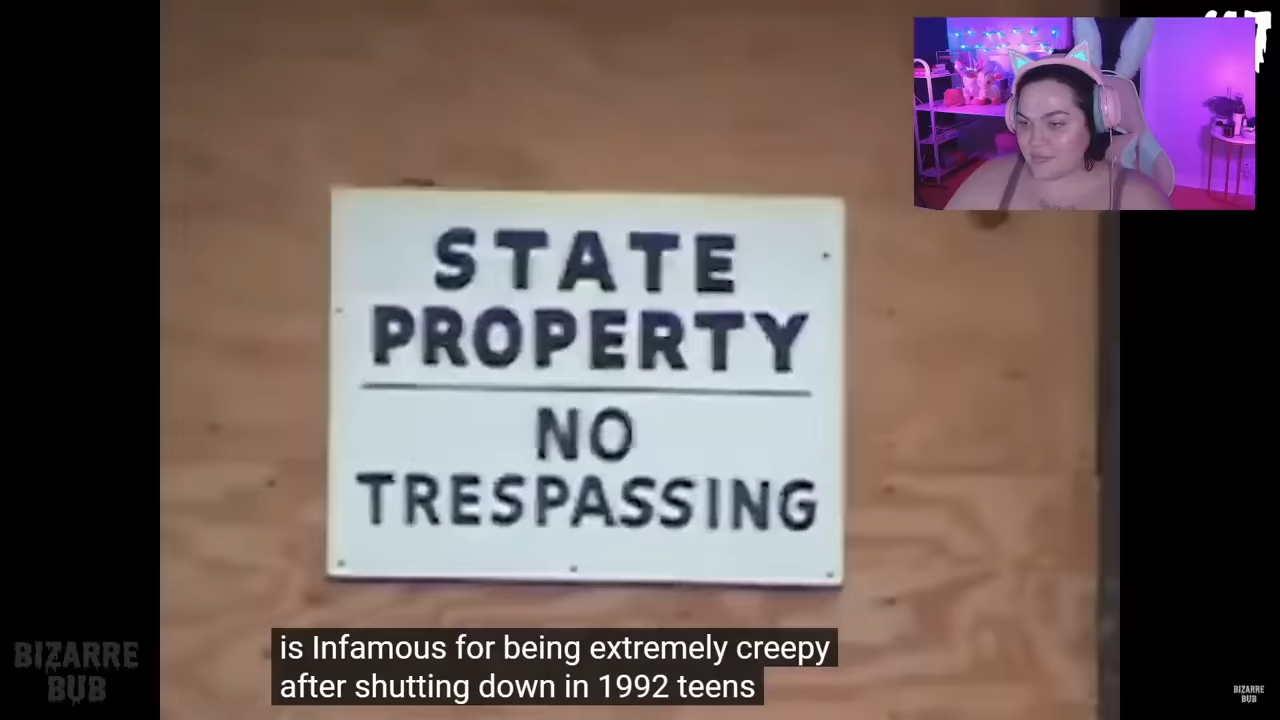 STATE
PROPERTY
NO
TRESPASSING
is Infamous for being extremely creepy
after shutting down in 1992 teens
BIZARRE
BUB
BIZARRE
BUB